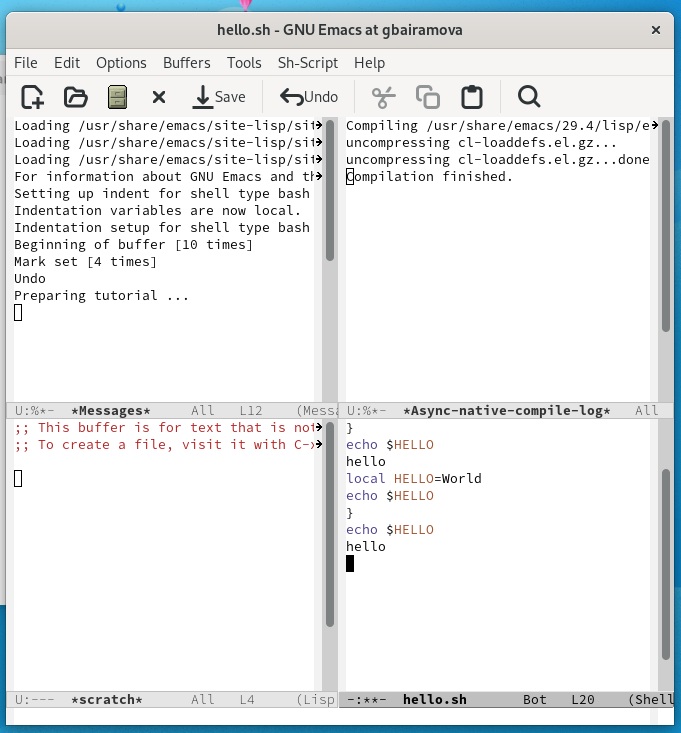 hello.sh - GNU Emacs at gbairamova
File Edit Options Buffers Tools Sh-Script Help
Save Undo
Loading /usr/share/emacs/site-lisp/sit
Loading /usr/share/emacs/site-lisp/sit
Loading /usr/share/emacs/site-lisp/sit
For information about GNU Emacs and th
Setting up indent for shell type bash
Indentation variables are now local.
Indentation setup for shell type bash
Beginning of buffer [10 times]
Mark set [4 times]
Undo
Preparing tutorial ...
U:%*-  *Messages*     All   L12    (Messa
Compiling /usr/share/emacs/29.4/lisp/e
uncompressing cl-loaddefs.el.gz...
uncompressing cl-loaddefs.el.gz...done
Compilation finished.
U:%*-  *Async-native-compile-log*   All
;; This buffer is for text that is not
;; To create a file, visit it with C-x
U:---  *scratch*      All   L4     (Lisp
}
echo $HELLO
hello
local HELLO=World
echo $HELLO
}
echo $HELLO
hello
-:**-  hello.sh       Bot   L20    (Shell